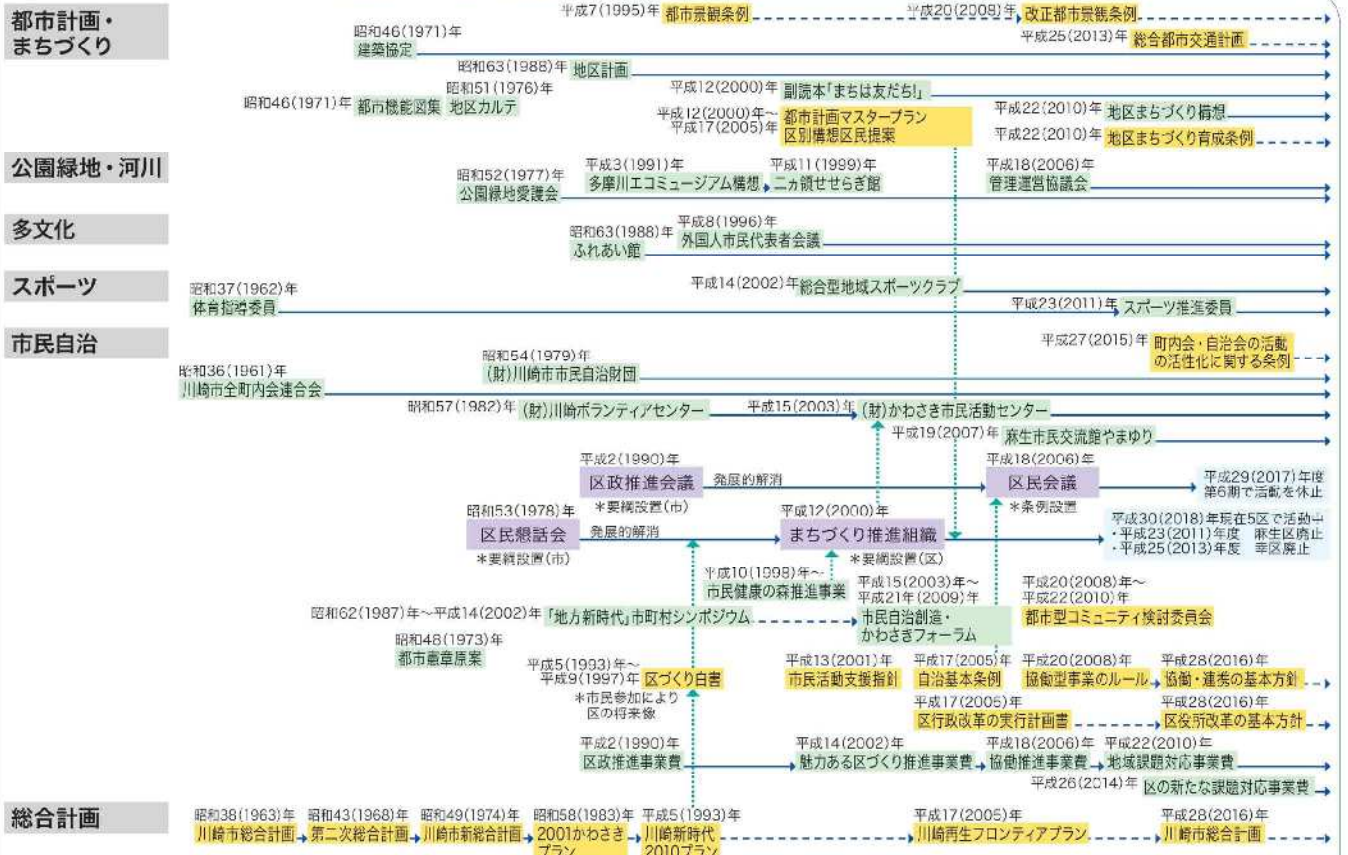 都市計画・
まちづくり
平成7(1995)年 都市景観条例
平成20(2008)年 改正都市景観条例
昭和46(1971)年
建築協定
平成25(2013)年 総合都市交通計画
昭和63(1988)年 地区計画
昭和46(1971)年 都市機能図集
昭和51(1976)年
地区カルテ
平成12(2000)年 副読本「まちは友だち!」
平成12(2000)年～
平成17(2005)年
都市計画マスタープラン
区別構想区民提案
平成22(2010)年 地区まちづくり構想
平成22(2010)年 地区まちづくり育成条例
公園緑地・河川
昭和52(1977)年
公園緑地愛護会
平成3(1991)年
多摩川エコミュージアム構想
平成11(1999)年
二ヵ領せせらぎ館
平成18(2006)年
管理運営協議会
多文化
昭和63(1988)年
ふれあい館
平成8(1996)年
外国人市民代表者会議
スポーツ
昭和37(1962)年
体育指導委員
平成14(2002)年 総合型地域スポーツクラブ
平成23(2011)年 スポーツ推進委員
市民自治
平成27(2015)年 町内会・自治会の活動
の活性化に関する条例
昭和54(1979)年
(財)川崎市市民自治財団
昭和36(1961)年
川崎市全町内会連合会
昭和57(1982)年 (財)川崎ボランティアセンター
平成15(2003)年 (財)かわさき市民活動センター
平成19(2007)年 麻生市民交流館やまゆり
平成2(1990)年
区政推進会議
*要綱設置(市)
発展的解消
平成18(2006)年
区民会議
*条例設置
平成29(2017)年度
第6期で活動を休止
昭和53(1978)年
区民懇話会
*要綱設置(市)
発展的解消
平成12(2000)年
まちづくり推進組織
*要綱設置(区)
平成30(2018)年現在5区で活動中
・平成23(2011)年度 麻生区廃止
・平成25(2013)年度 幸区廃止
平成10(1998)年～
市民健康の森推進事業
昭和62(1987)年～平成14(2002)年 「地方新時代」市町村シンポジウム
平成15(2003)年～
平成21年(2009)年
市民自治創造・
かわさきフォーラム
平成20(2008)年～
平成22(2010)年
都市型コミュニティ検討委員会
昭和48(1973)年
都市憲章原案
平成5(1993)年～
平成9(1997)年 区づくり白書
*市民参加により
区の将来像
平成13(2001)年
市民活動支援指針
平成17(2005)年
自治基本条例
平成20(2008)年
協働型事業のルール
平成28(2016)年
協働・連携の基本方針
平成17(2005)年
区行政改革の実行計画書
平成28(2016)年
区役所改革の基本方針
平成2(1990)年
区政推進事業費
平成14(2002)年
魅力ある区づくり推進事業費
平成18(2006)年
協働推進事業費
平成22(2010)年
地域課題対応事業費
平成26(2014)年 区の新たな課題対応事業費
総合計画
昭和38(1963)年
川崎市総合計画
昭和43(1968)年
第二次総合計画
昭和49(1974)年
川崎市新総合計画
昭和58(1983)年
2001かわさき
プラン
平成5(1993)年
川崎新時代
2010プラン
平成17(2005)年
川崎再生フロンティアプラン
平成28(2016)年
川崎市総合計画